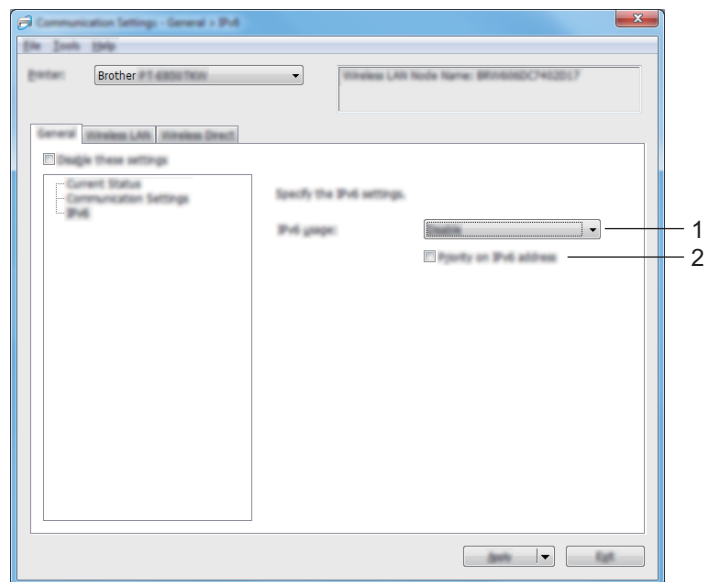 Communication Settings - General > IPv6
File Tools Help
Printer:
Brother
Wireless LAN Node Name:
General Wireless LAN Wireless Direct
Disable these settings
Current Status
Communication Settings
IPv6
Specify the IPv6 settings.
IPv6 usage:
Disable
1
Priority on IPv6 address
2
Apply
Exit